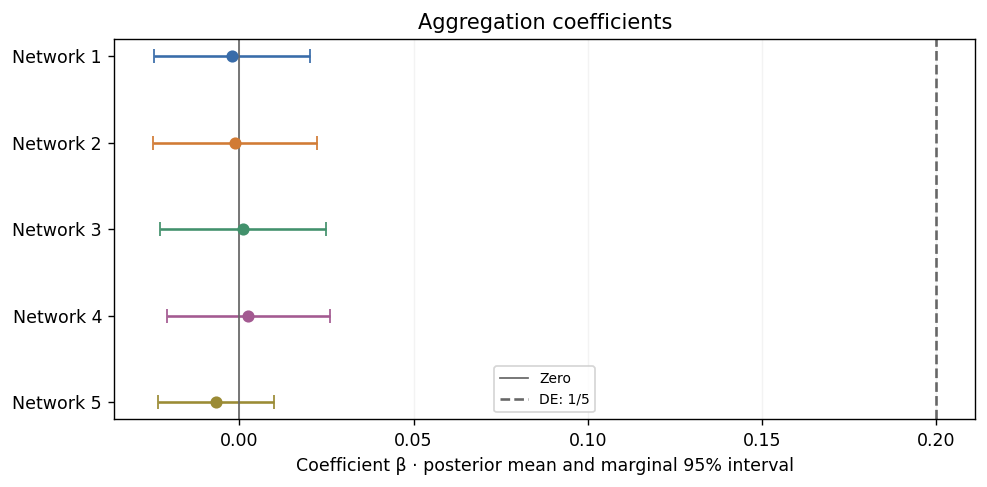 Aggregation coefficients
Network 1
Network 2
Network 3
Network 4
Network 5
Zero
DE: 1/5
0.00 0.05 0.10 0.15 0.20
Coefficient β · posterior mean and marginal 95% interval